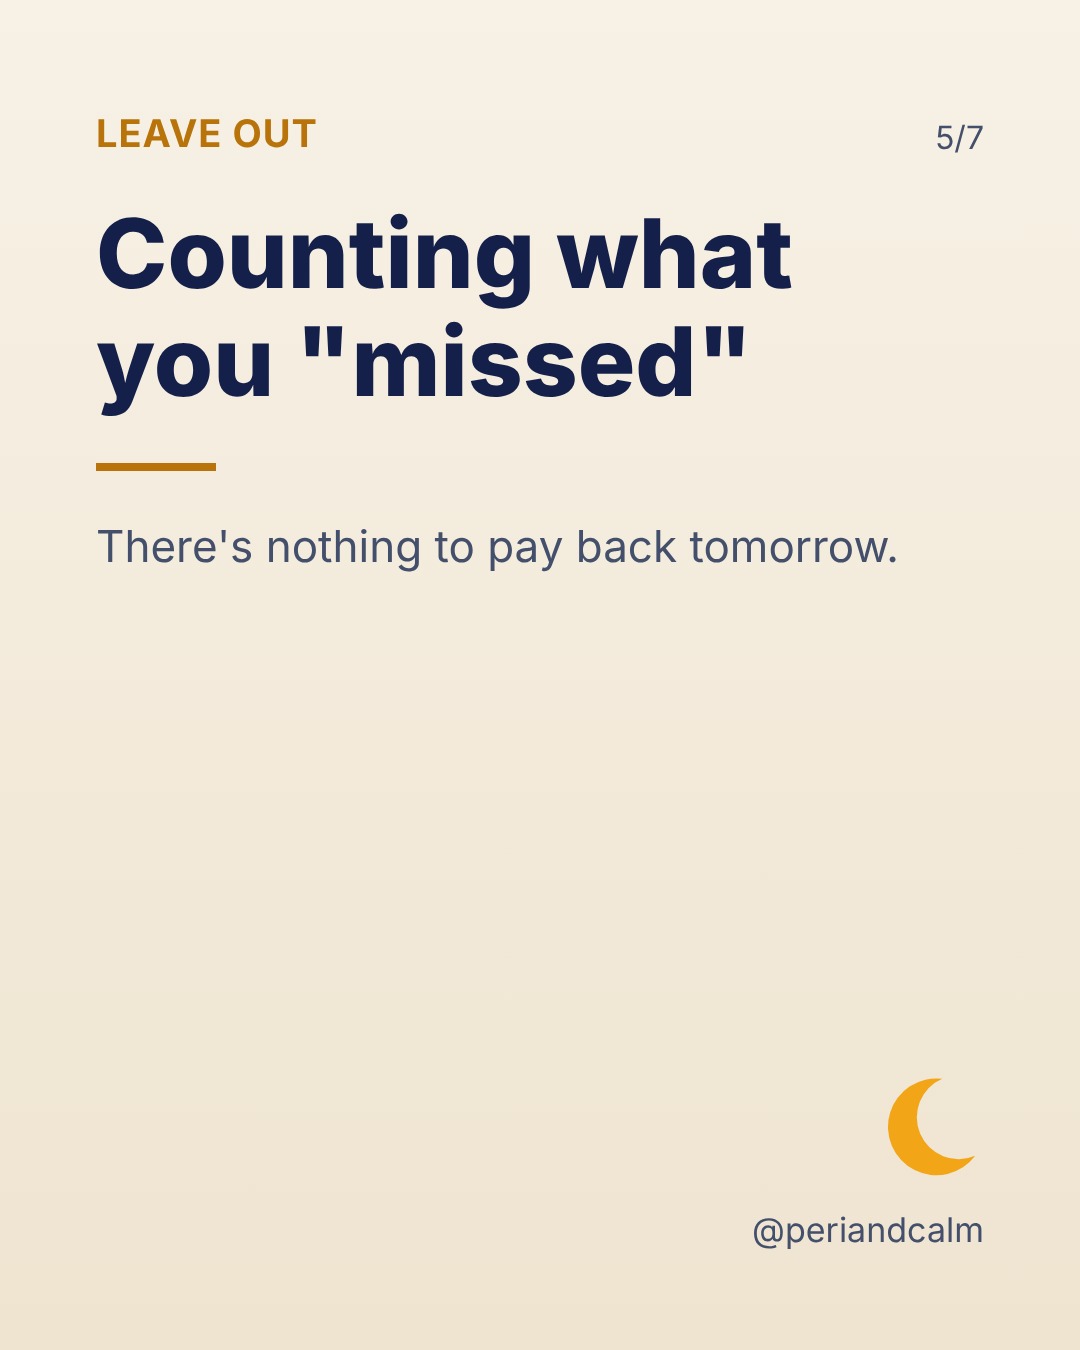 LEAVE OUT
5/7
Counting what
you "missed"
There's nothing to pay back tomorrow.
@periandcalm